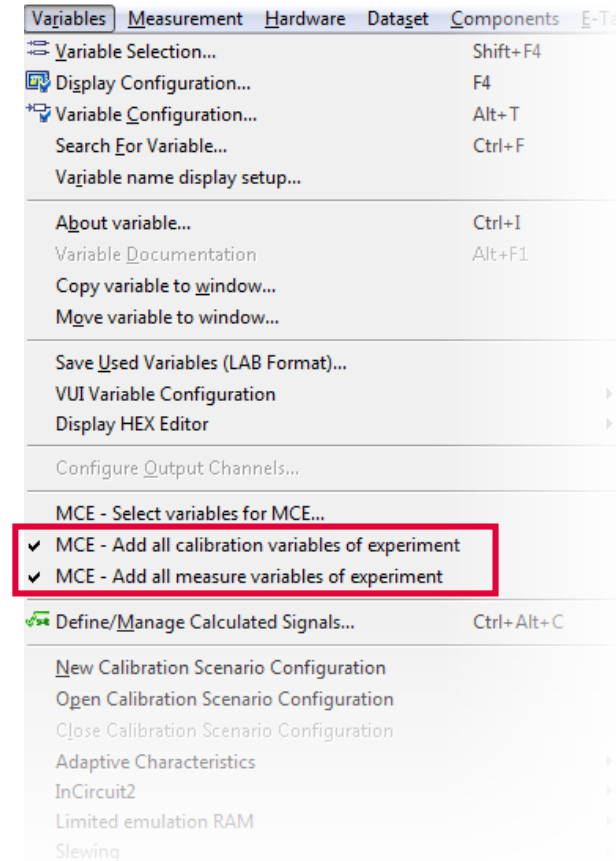 Variables Measurement Hardware Dataset Components E-Ta
Variable Selection... Shift+F4
Display Configuration... F4
Variable Configuration... Alt+T
Search For Variable... Ctrl+F
Variable name display setup...
About variable... Ctrl+I
Variable Documentation Alt+F1
Copy variable to window...
Move variable to window...
Save Used Variables (LAB Format)...
VUI Variable Configuration
Display HEX Editor
Configure Output Channels...
MCE - Select variables for MCE...
MCE - Add all calibration variables of experiment
MCE - Add all measure variables of experiment
Define/Manage Calculated Signals... Ctrl+Alt+C
New Calibration Scenario Configuration
Open Calibration Scenario Configuration
Close Calibration Scenario Configuration
Adaptive Characteristics
InCircuit2
Limited emulation RAM
Slewing